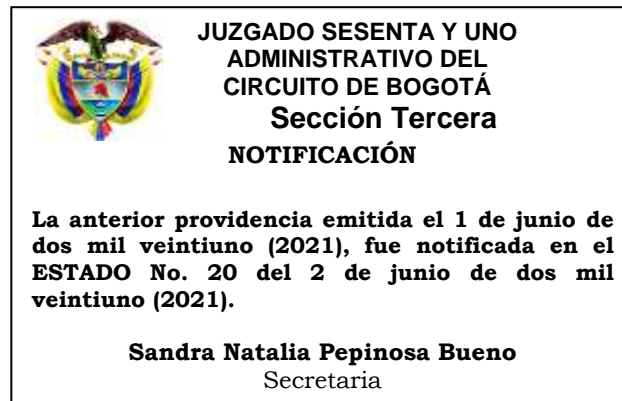 JUZGADO SESENTA Y UNO
ADMINISTRATIVO DEL
CIRCUITO DE BOGOTÁ
Sección Tercera
NOTIFICACIÓN
La anterior providencia emitida el 1 de junio de
dos mil veintiuno (2021), fue notificada en el
ESTADO No. 20 del 2 de junio de dos mil
veintiuno (2021).
Sandra Natalia Pepinosa Bueno
Secretaria